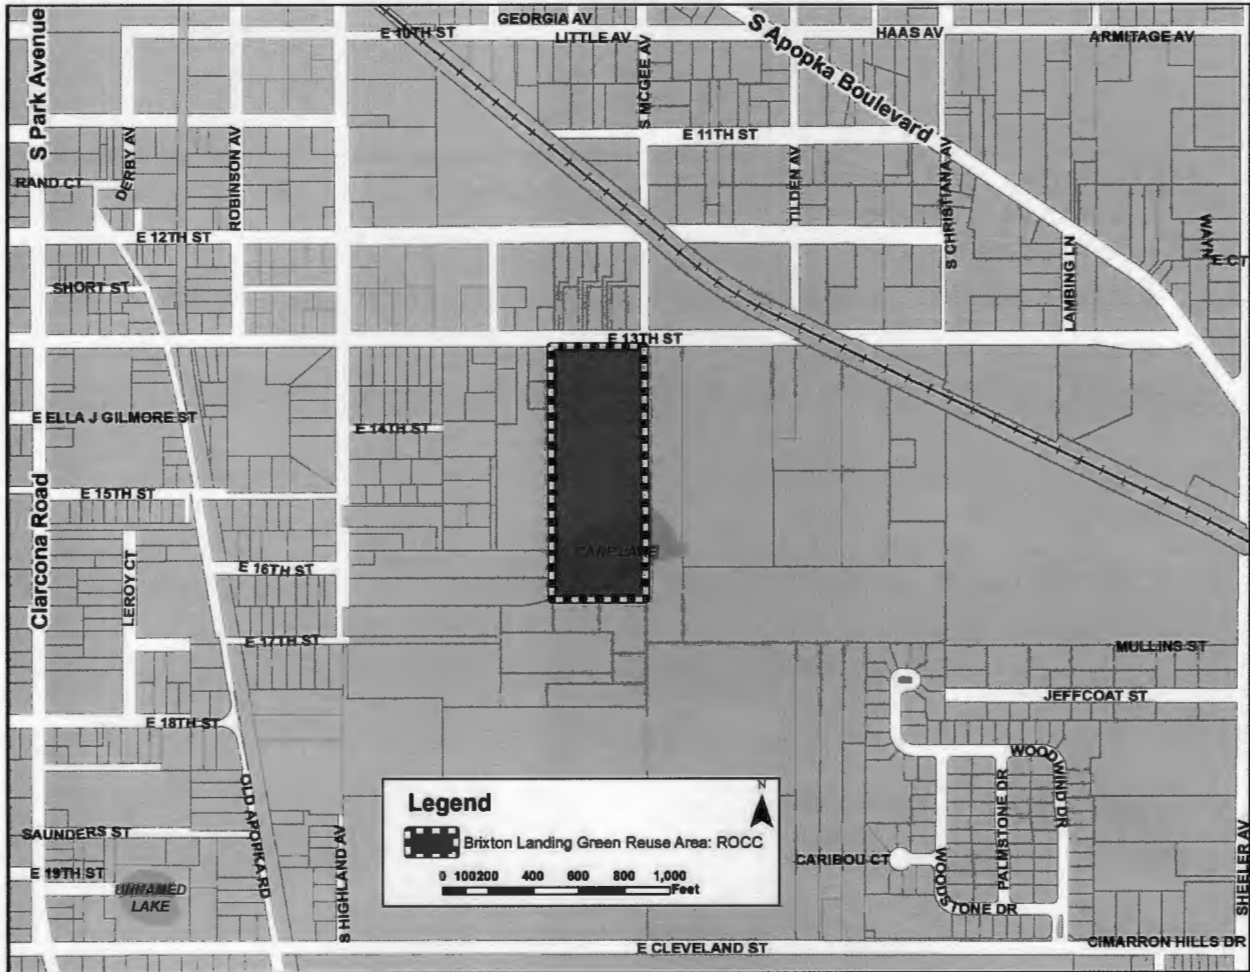 GEORGIA AV
E 10TH ST
LITTLE AV
S Apopka Boulevard
HAAS AV
ARMITAGE AV
S Park Avenue
S MCGEE AV
DERBY AV
ROBINSON AV
E 11TH ST
RAND CT
TILDEN AV
S CHRISTIANA AV
E 12TH ST
LAMBING LN
WAYN
E CT
SHORT ST
E 13TH ST
E ELLA J GILMORE ST
E 14TH ST
E 15TH ST
Clarcona Road
LEROY CT
E 16TH ST
E 17TH ST
MULLINS ST
JEFFCOAT ST
E 18TH ST
WOODWIND DR
PALMSTONE DR
OLD APOPKA RD
SAUNDERS ST
S HIGHLAND AV
CARIBOU CT
WOODSTONE DR
SHEELER AV
E 19TH ST
UNNAMED
LAKE
E CLEVELAND ST
CIMARRON HILLS DR
N
Legend
Brixton Landing Green Reuse Area: ROCC
0 100200 400 600 800 1,000
Feet